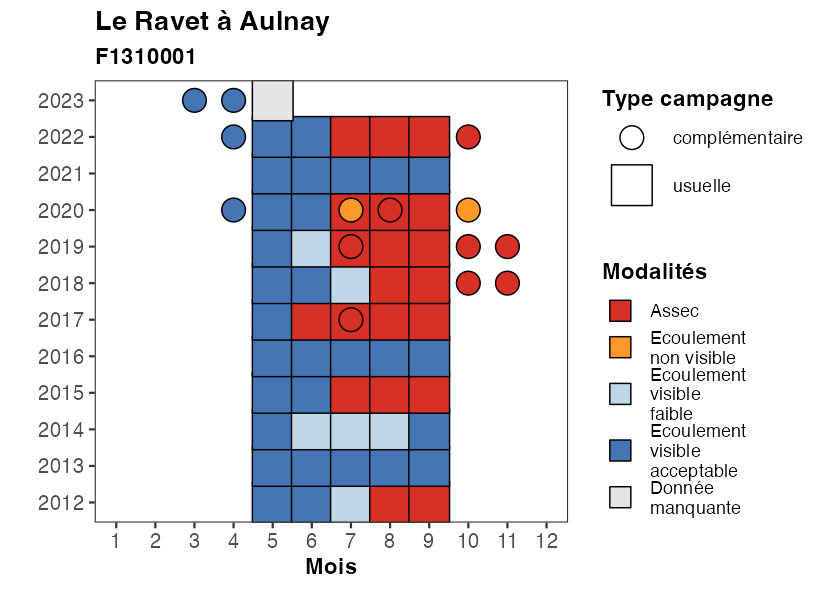 Le Ravet à Aulnay
F1310001
2023
2022
2021
2020
2019
2018
2017
2016
2015
2014
2013
2012
1 2 3 4 5 6 7 8 9 10 11 12
Mois
Type campagne
complémentaire
usuelle
Modalités
Assec
Ecoulement
non visible
Ecoulement
visible
faible
Ecoulement
visible
acceptable
Donnée
manquante